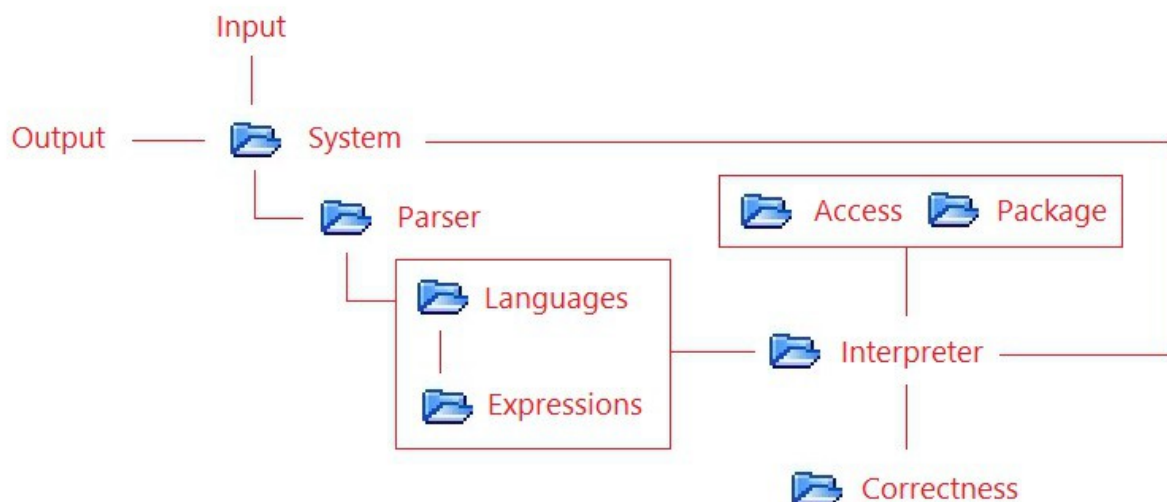 Input
Output
System
Parser
Access
Package
Languages
Interpreter
Expressions
Correctness